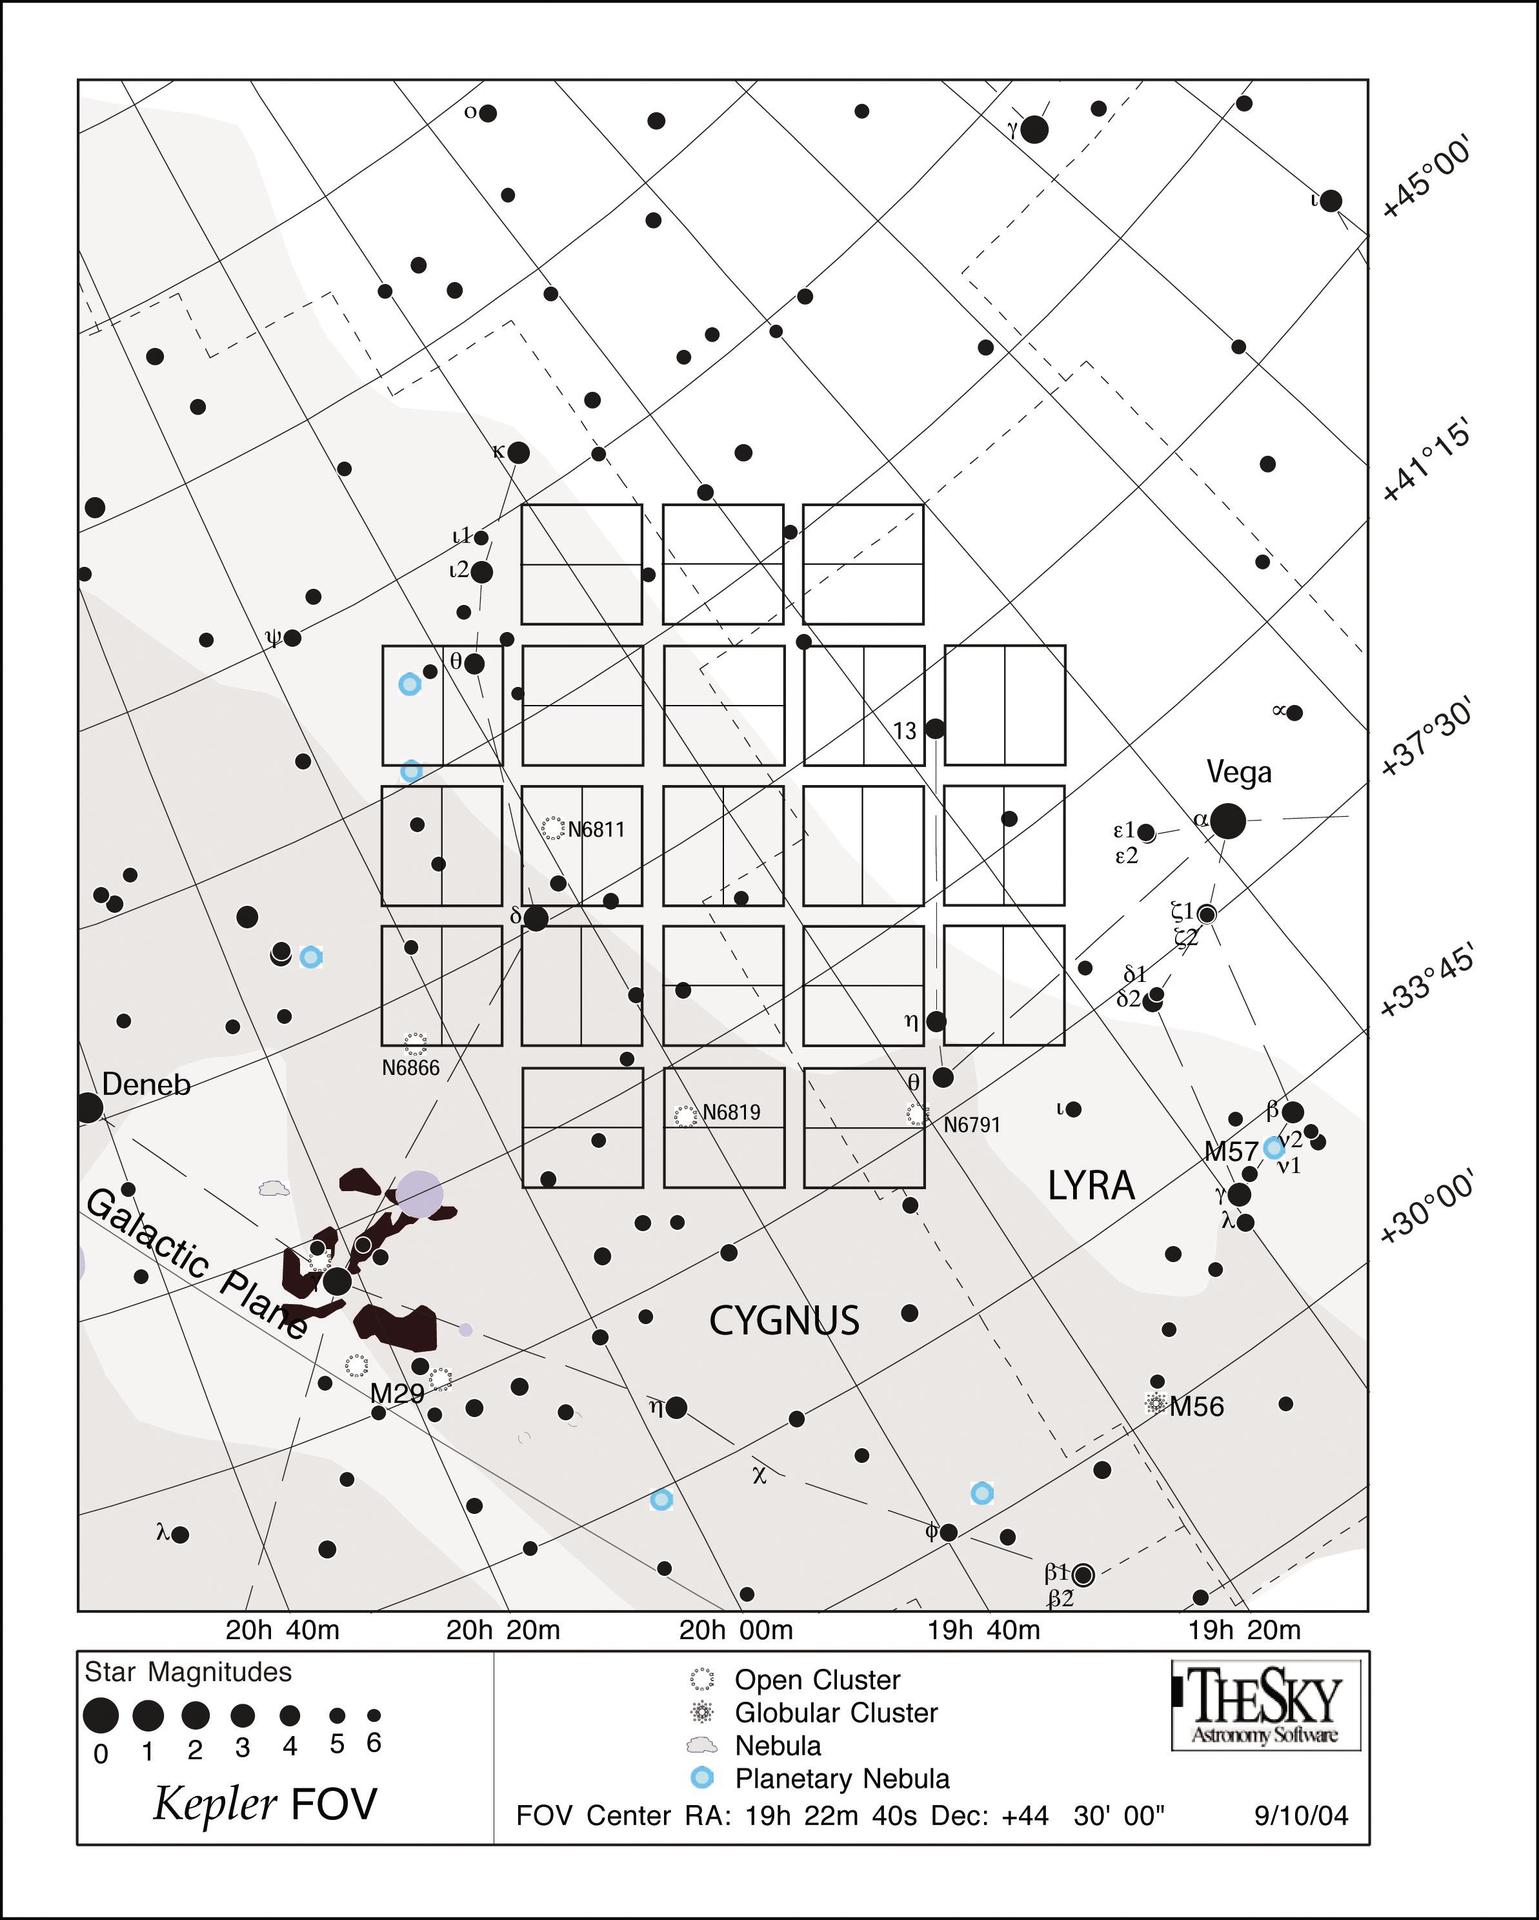 ο
γ
ι
+45°00'
κ
+41°15'
ι1
ι2
ψ
θ
13
∝
+37°30'
Vega
α
ε1
ε2
N6811
δ
ζ1
ζ2
+33°45'
δ1
δ2
η
N6866
θ
Deneb
N6819
N6791
ι
β
M57
ν2
ν1
LYRA
γ
λ
+30°00'
Galactic Plane
γ
CYGNUS
M29
η
M56
χ
λ
φ
β1
β2
20h 40m
20h 20m
20h 00m
19h 40m
19h 20m
Star Magnitudes
0 1 2 3 4 5 6
Kepler FOV
Open Cluster
Globular Cluster
Nebula
Planetary Nebula
FOV Center RA: 19h 22m 40s Dec: +44 30' 00"
9/10/04
THESKY
Astronomy Software